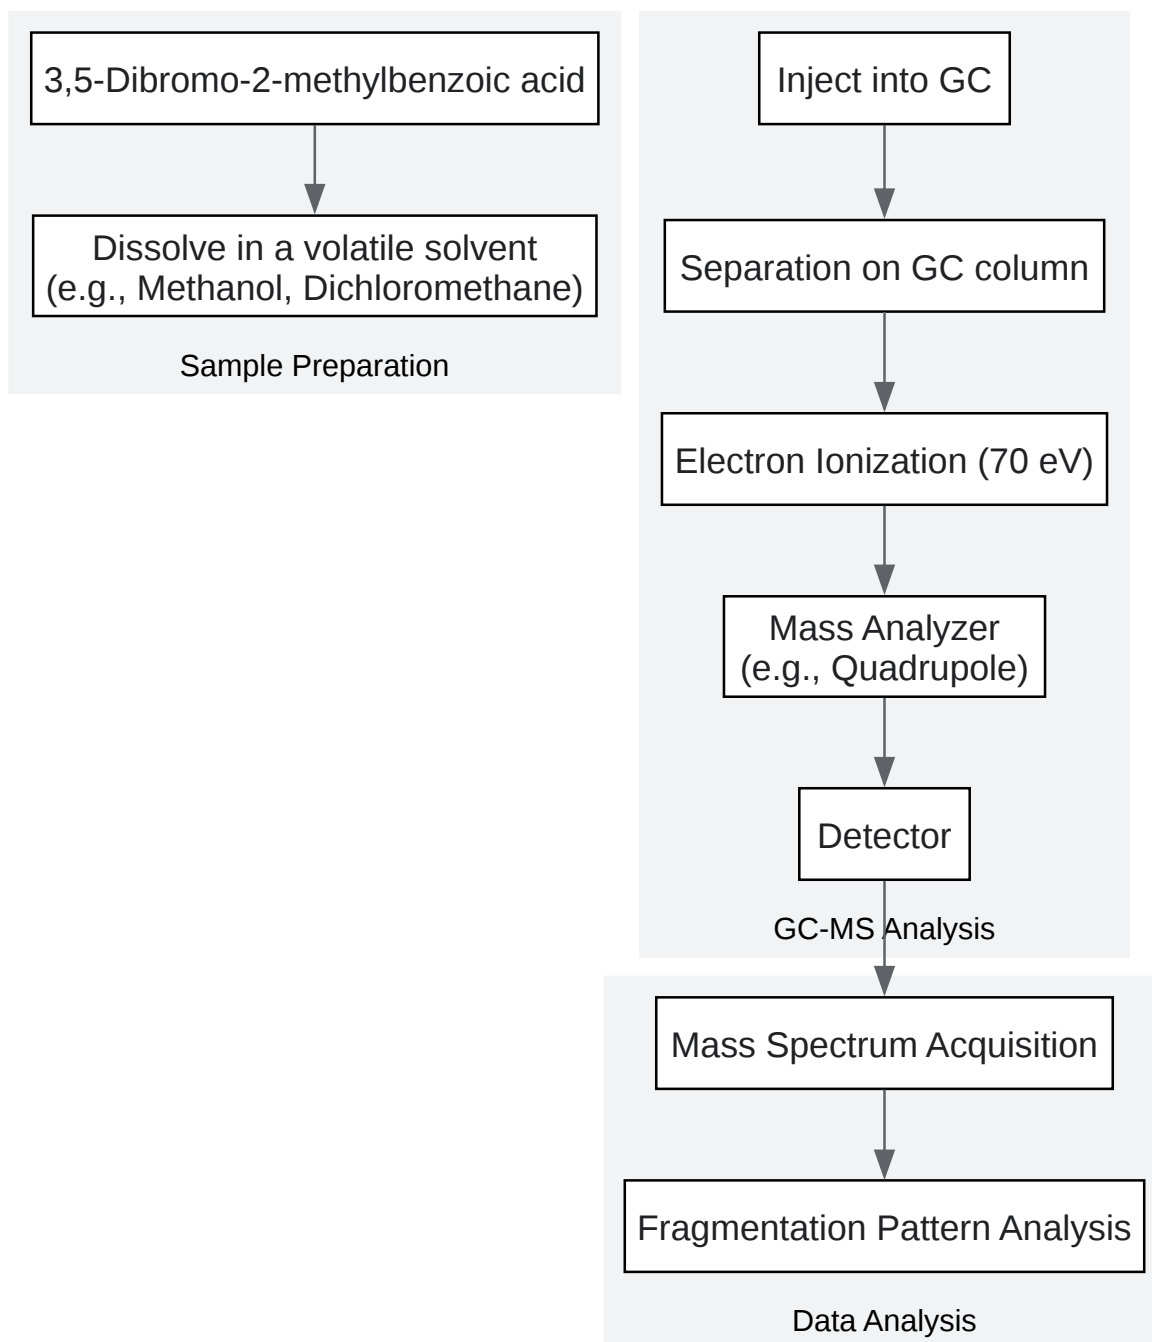 3,5-Dibromo-2-methylbenzoic acid
Dissolve in a volatile solvent
(e.g., Methanol, Dichloromethane)
Sample Preparation
Inject into GC
Separation on GC column
Electron Ionization (70 eV)
Mass Analyzer
(e.g., Quadrupole)
Detector
GC-MS Analysis
Mass Spectrum Acquisition
Fragmentation Pattern Analysis
Data Analysis